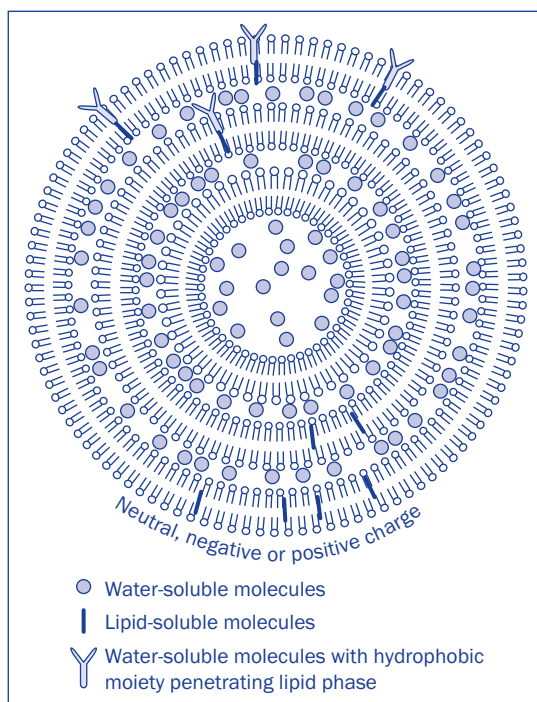 Neutral, negative or positive charge
Water-soluble molecules
Lipid-soluble molecules
Water-soluble molecules with hydrophobic
moiety penetrating lipid phase